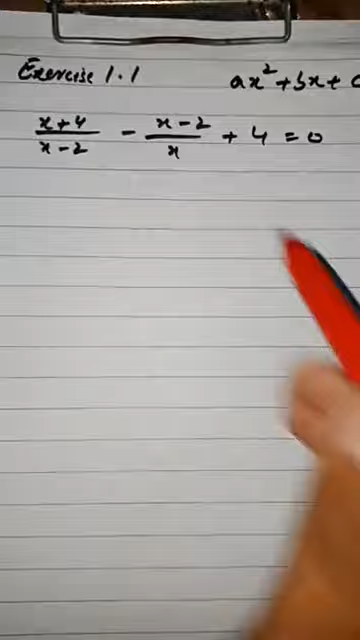 Exercise 1.1
ax² + bx + c
x+4/x-2 - x-2/x + 4 = 0